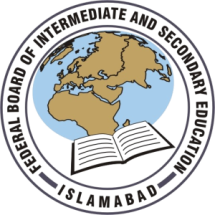 FEDERAL BOARD OF INTERMEDIATE AND SECONDARY EDUCATION
ISLAMABAD